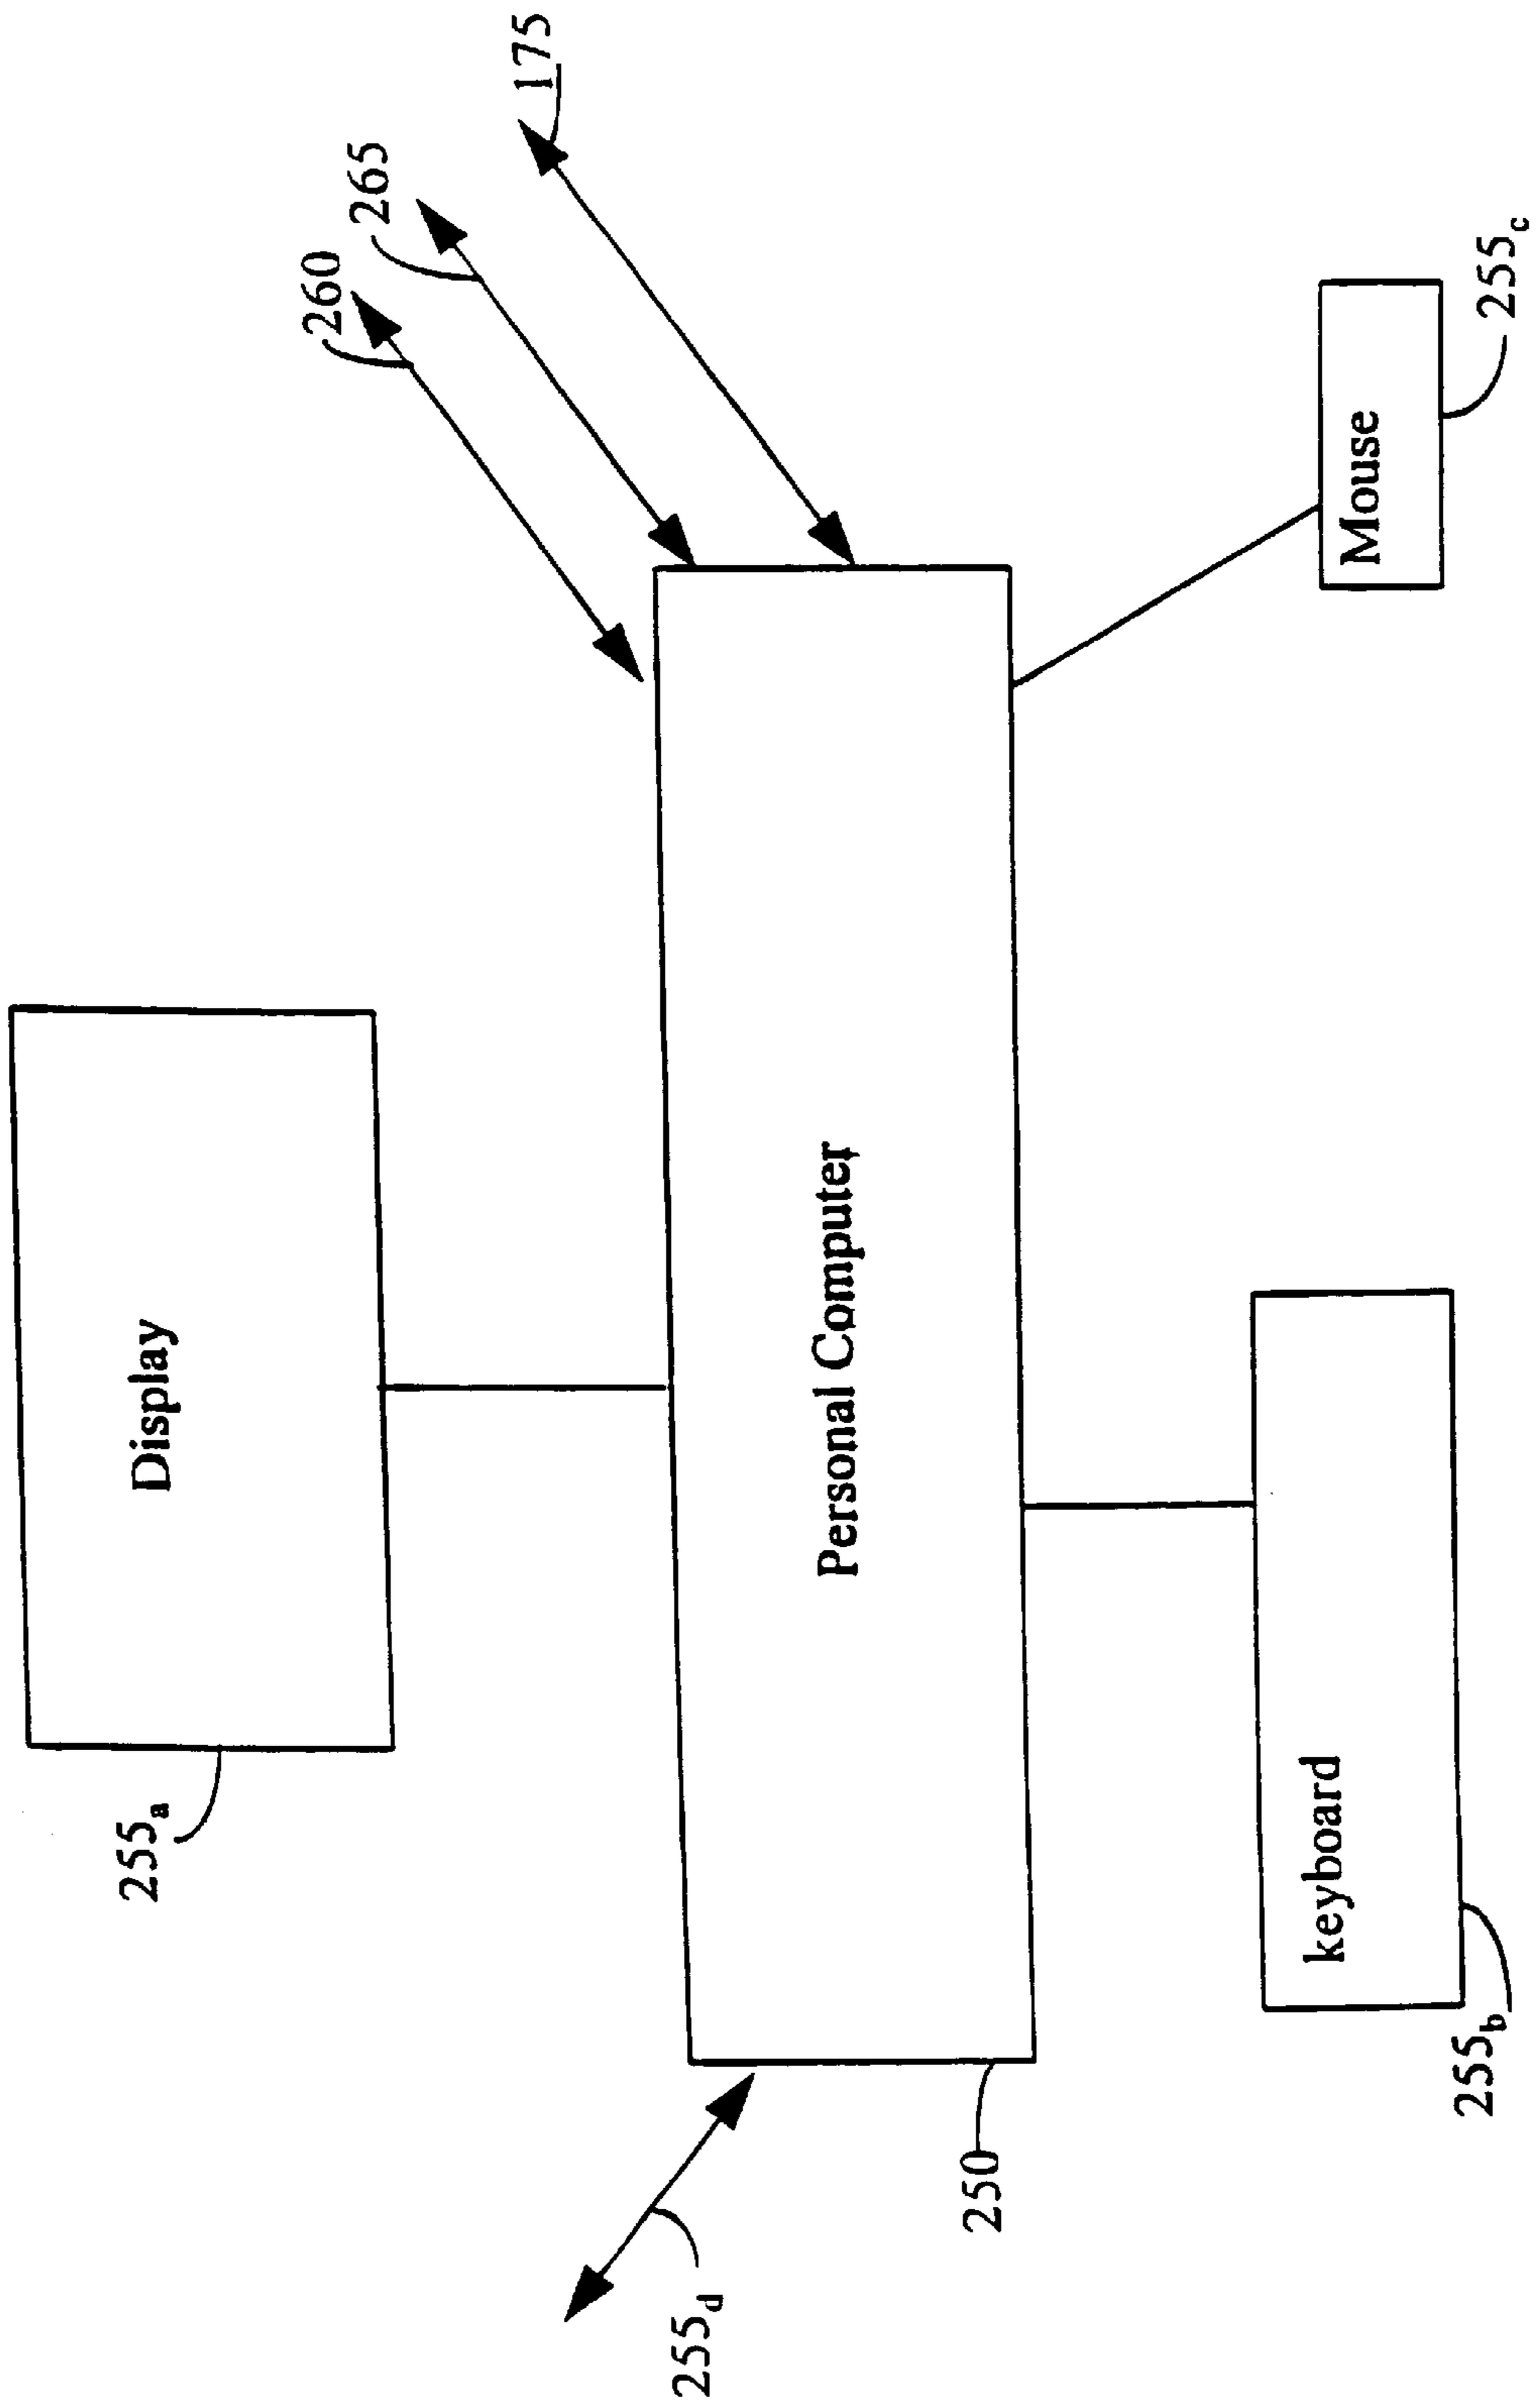 255a
Display
260
265
175
Personal Computer
255d
250
keyboard
255b
Mouse
255c